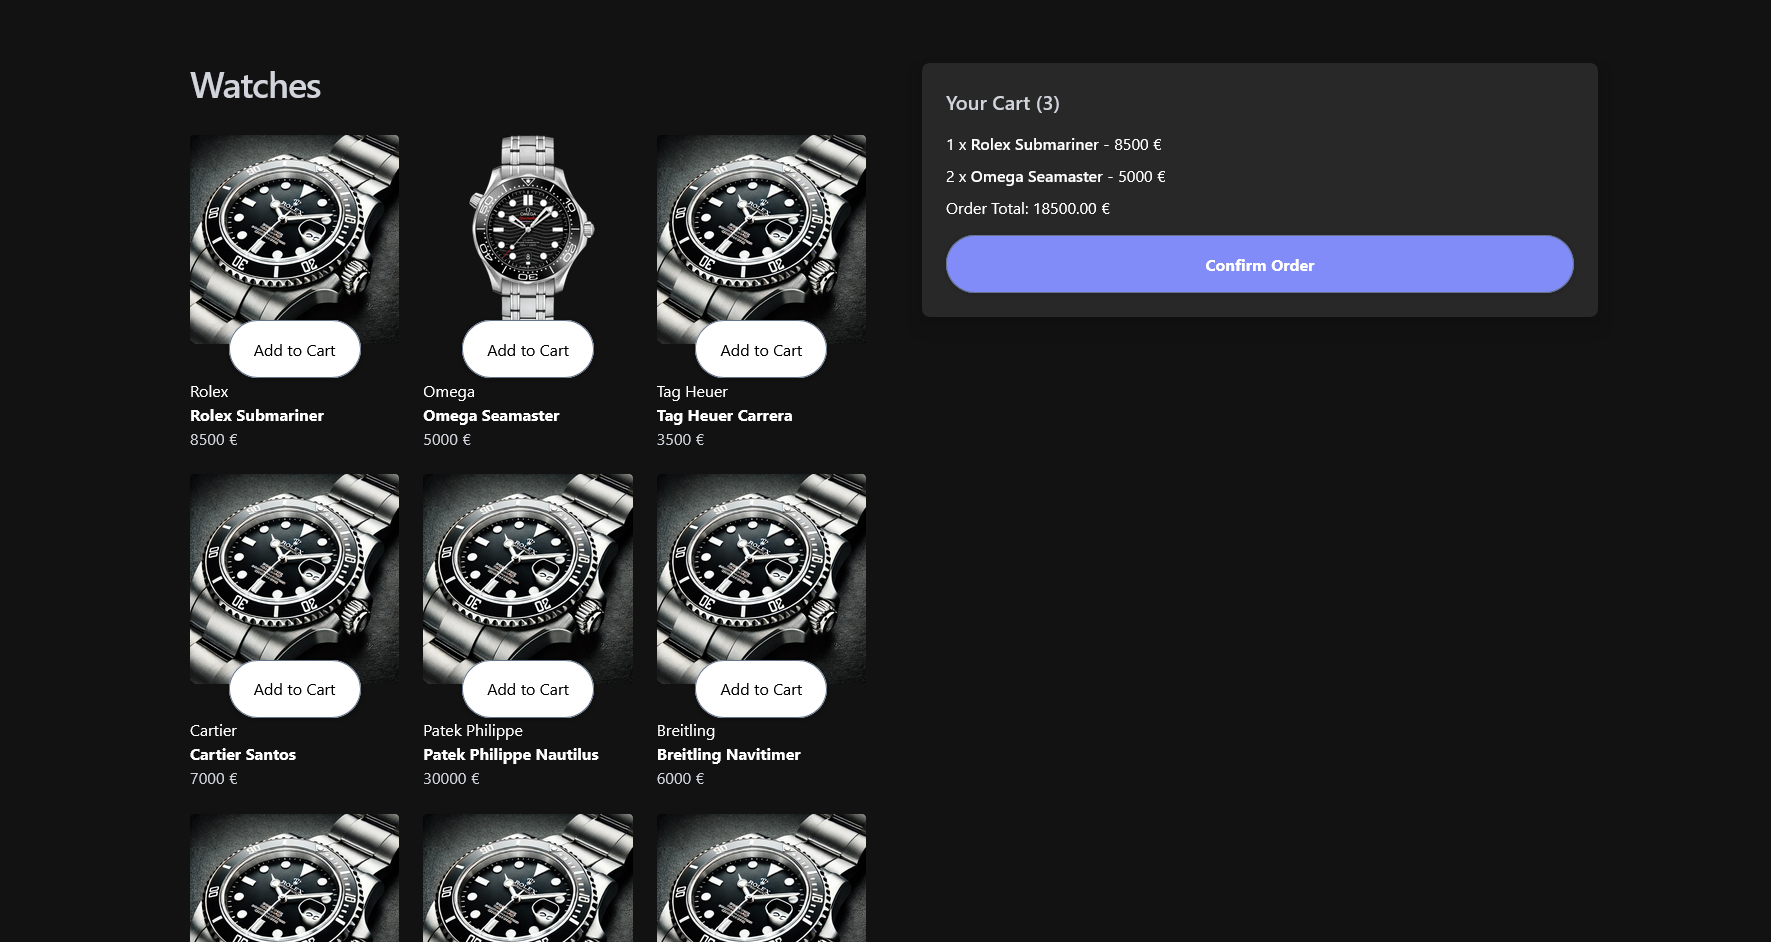 Watches
Add to Cart
Rolex
Rolex Submariner
8500 €
Add to Cart
Omega
Omega Seamaster
5000 €
Add to Cart
Tag Heuer
Tag Heuer Carrera
3500 €
Add to Cart
Cartier
Cartier Santos
7000 €
Add to Cart
Patek Philippe
Patek Philippe Nautilus
30000 €
Add to Cart
Breitling
Breitling Navitimer
6000 €
Your Cart (3)
1 x Rolex Submariner - 8500 €
2 x Omega Seamaster - 5000 €
Order Total: 18500.00 €
Confirm Order